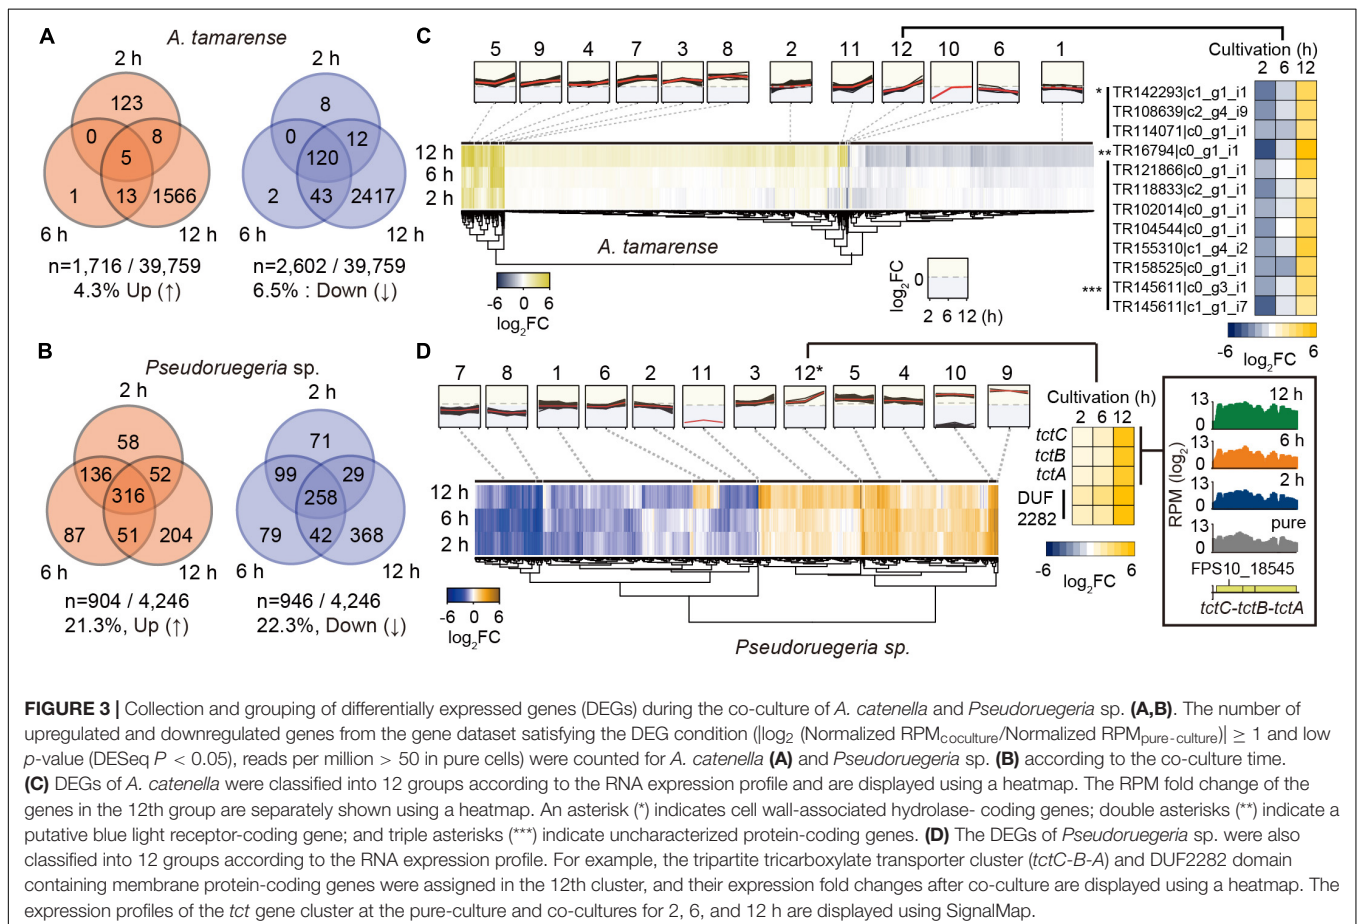 A
A. tamarense
2 h
123
0
8
5
1
13
1566
6 h
12 h
n=1,716 / 39,759
4.3% Up (↑)
2 h
8
0
12
120
2
43
2417
6 h
12 h
n=2,602 / 39,759
6.5% : Down (↓)
B
Pseudoruegeria sp.
2 h
58
136
52
316
87
51
204
6 h
12 h
n=904 / 4,246
21.3%, Up (↑)
2 h
71
99
29
258
79
42
368
6 h
12 h
n=946 / 4,246
22.3%, Down (↓)
C
5 9 4 7 3 8 2 11 12 10 6 1
12 h
6 h
2 h
A. tamarense
-6 0 6
log2FC
log2FC
0
2 6 12 (h)
Cultivation (h)
2 6 12
* TR142293|c1_g1_i1
TR108639|c2_g4_i9
TR114071|c0_g1_i1
** TR16794|c0_g1_i1
TR121866|c0_g1_i1
TR118833|c2_g1_i1
TR102014|c0_g1_i1
TR104544|c0_g1_i1
TR155310|c1_g4_i2
TR158525|c0_g1_i1
*** TR145611|c0_g3_i1
TR145611|c1_g1_i7
-6 6
log2FC
D
7 8 1 6 2 11 3 12* 5 4 10 9
12 h
6 h
2 h
-6 0 6
log2FC
Pseudoruegeria sp.
Cultivation (h)
2 6 12
tctC
tctB
tctA
DUF
2282
-6 6
log2FC
RPM (log2)
13 12 h
0
13 6 h
0
13 2 h
0
13 pure
0
FPS10_18545
tctC-tctB-tctA
FIGURE 3 | Collection and grouping of differentially expressed genes (DEGs) during the co-culture of A. catenella and Pseudoruegeria sp. (A,B). The number of
upregulated and downregulated genes from the gene dataset satisfying the DEG condition (|log2 (Normalized RPMcoculture/Normalized RPMpure-culture)| ≥ 1 and low
p-value (DESeq P < 0.05), reads per million > 50 in pure cells) were counted for A. catenella (A) and Pseudoruegeria sp. (B) according to the co-culture time.
(C) DEGs of A. catenella were classified into 12 groups according to the RNA expression profile and are displayed using a heatmap. The RPM fold change of the
genes in the 12th group are separately shown using a heatmap. An asterisk (*) indicates cell wall-associated hydrolase- coding genes; double asterisks (**) indicate a
putative blue light receptor-coding gene; and triple asterisks (***) indicate uncharacterized protein-coding genes. (D) The DEGs of Pseudoruegeria sp. were also
classified into 12 groups according to the RNA expression profile. For example, the tripartite tricarboxylate transporter cluster (tctC-B-A) and DUF2282 domain
containing membrane protein-coding genes were assigned in the 12th cluster, and their expression fold changes after co-culture are displayed using a heatmap. The
expression profiles of the tct gene cluster at the pure-culture and co-cultures for 2, 6, and 12 h are displayed using SignalMap.